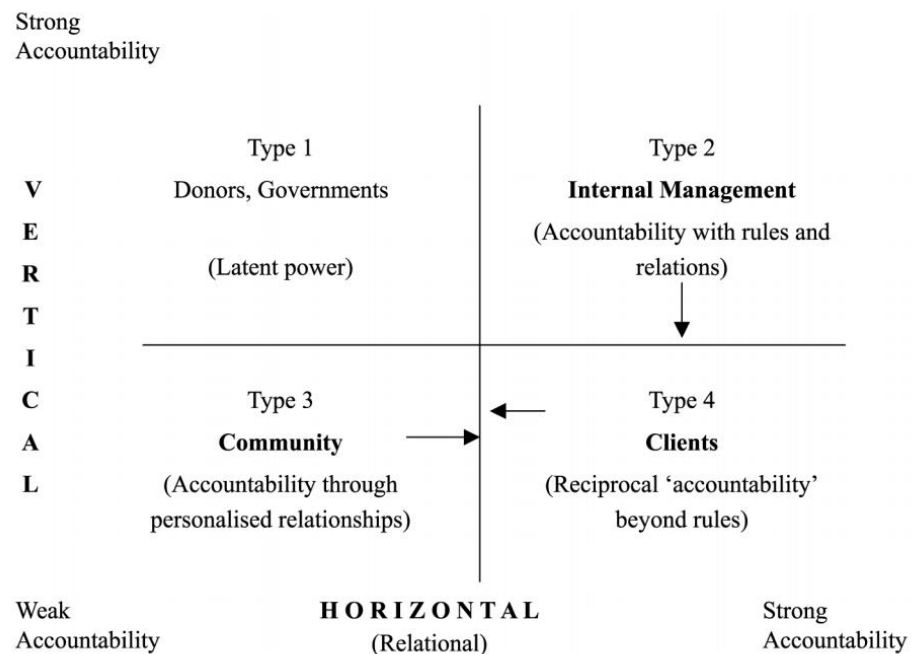 Strong
Accountability
Type 1
Type 2
V
E
R
T
I
C
A
L
Donors, Governments
Internal Management
(Accountability with rules and
relations)
(Latent power)
Type 3
Type 4
Community
Clients
(Accountability through
personalised relationships)
(Reciprocal ‘accountability’
beyond rules)
Weak
Accountability
H O R I Z O N T A L
(Relational)
Strong
Accountability